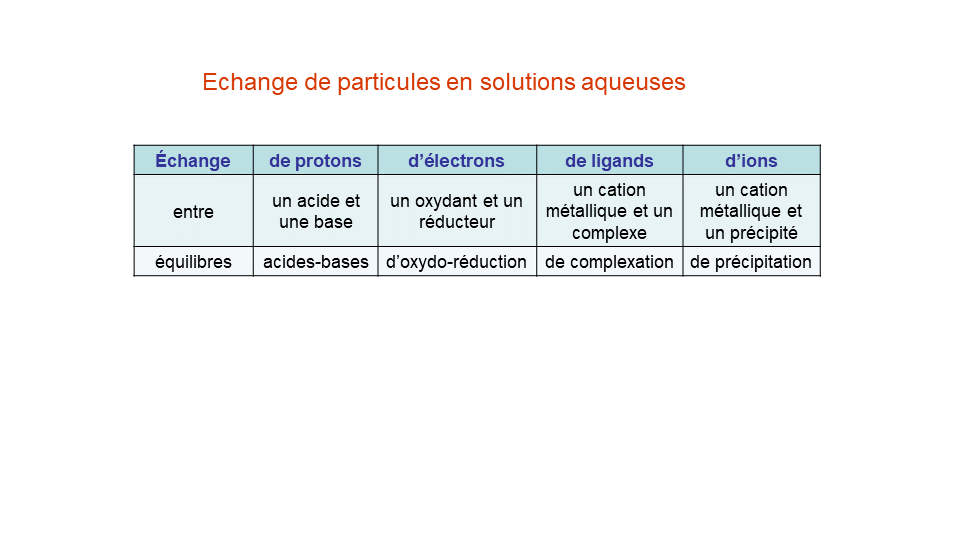 Echange de particules en solutions aqueuses
Échange de protons d’électrons de ligands d’ions
entre
un acide et
une base
un oxydant et un
réducteur
un cation
métallique et un
complexe
un cation
métallique et
un précipité
équilibres acides-bases d’oxydo-réduction de complexation de précipitation